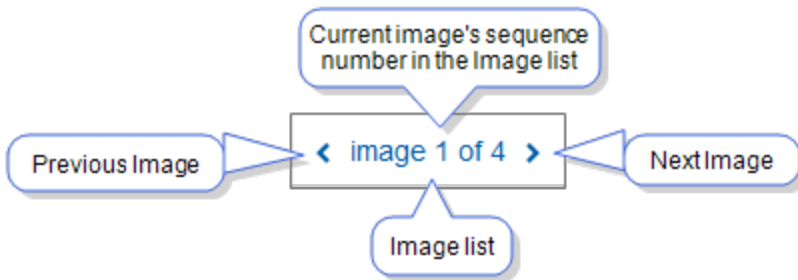 Current image's sequence
number in the Image list
Previous Image
image 1 of 4
Next Image
Image list